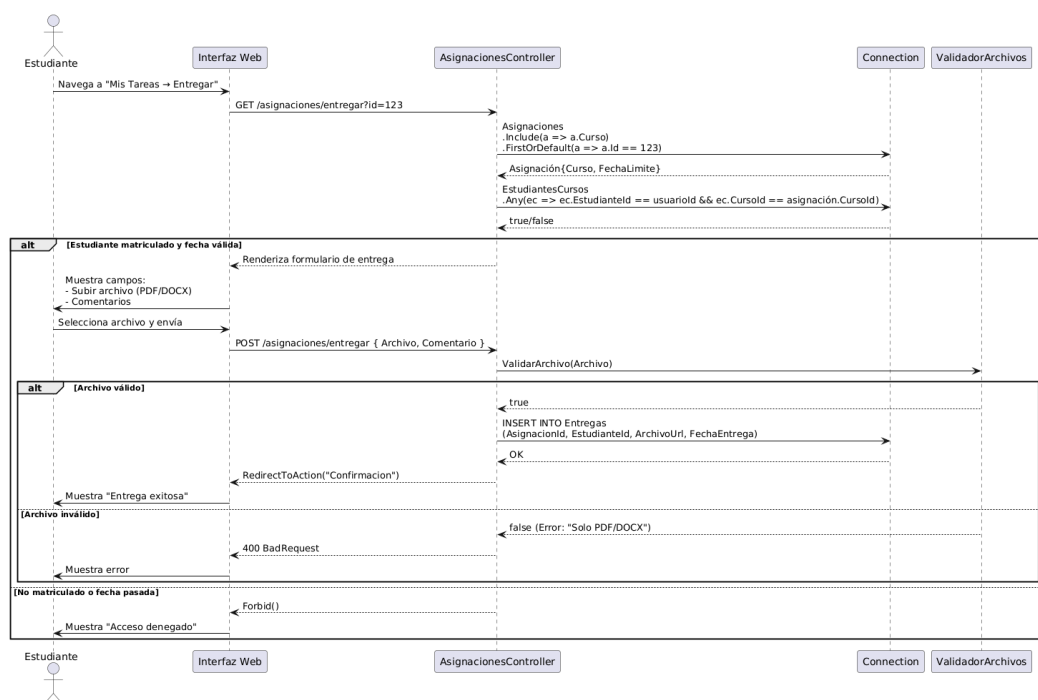 Estudiante
Interfaz Web
AsignacionesController
Connection
ValidadorArchivos
Navega a "Mis Tareas → Entregar"
GET /asignaciones/entregar?id=123
Asignaciones
.Include(a => a.Curso)
.FirstOrDefault(a => a.Id == 123)
Asignación{Curso, FechaLimite}
EstudiantesCursos
.Any(ec => ec.EstudianteId == usuarioId && ec.CursoId == asignación.CursoId)
true/false
alt
[Estudiante matriculado y fecha válida]
Renderiza formulario de entrega
Muestra campos:
- Subir archivo (PDF/DOCX)
- Comentarios
Selecciona archivo y envía
POST /asignaciones/entregar { Archivo, Comentario }
ValidarArchivo(Archivo)
alt
[Archivo válido]
true
INSERT INTO Entregas
(AsignacionId, EstudianteId, ArchivoUrl, FechaEntrega)
OK
RedirectToAction("Confirmacion")
Muestra "Entrega exitosa"
[Archivo inválido]
false (Error: "Solo PDF/DOCX")
400 BadRequest
Muestra error
[No matriculado o fecha pasada]
Forbid()
Muestra "Acceso denegado"
Estudiante
Interfaz Web
AsignacionesController
Connection
ValidadorArchivos